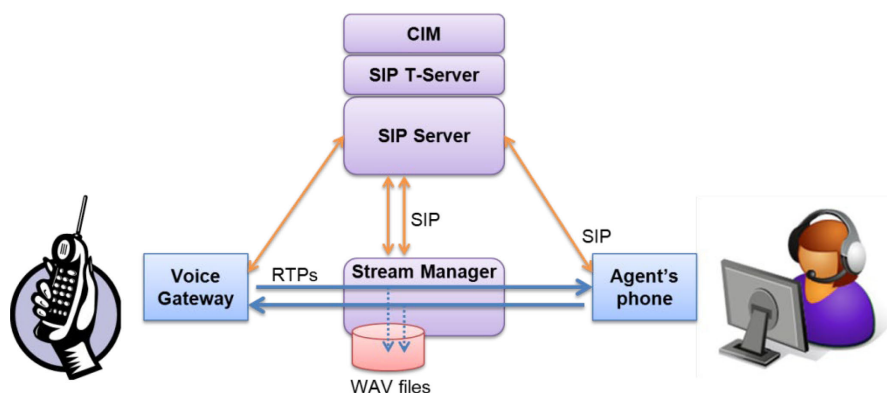 CIM
SIP T-Server
SIP Server
SIP
SIP
Voice
Gateway
RTPs
Stream Manager
Agent's
phone
WAV files